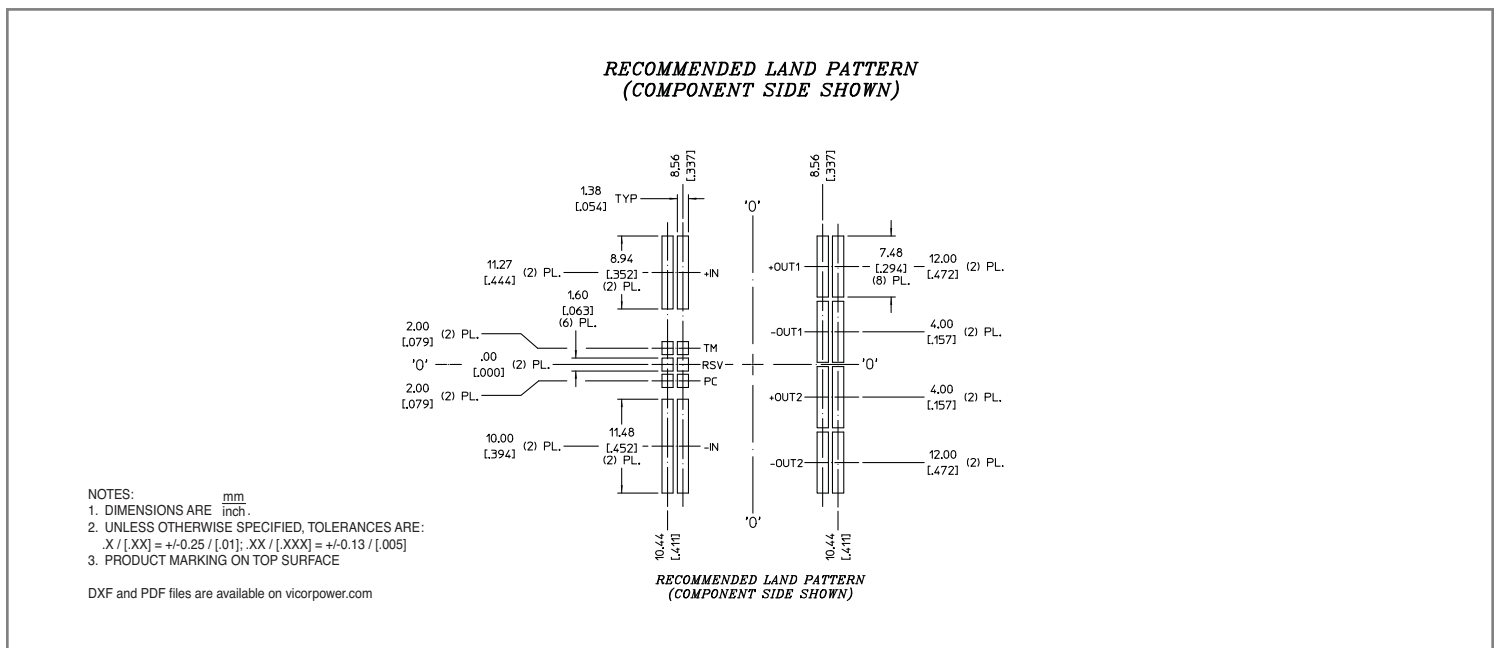 RECOMMENDED LAND PATTERN
(COMPONENT SIDE SHOWN)
8.56
[.337]
8.56
[.337]
1.38
[.054] TYP
'0'
11.27
[.444] (2) PL.
8.94
[.352]
(2) PL.
+IN
+OUT1
7.48
[.294]
(8) PL.
12.00
[.472] (2) PL.
1.60
[.063]
(6) PL.
2.00
[.079] (2) PL.
TM
-OUT1
4.00
[.157] (2) PL.
'0'
.00
[.000] (2) PL.
RSV
'0'
2.00
[.079] (2) PL.
PC
+OUT2
4.00
[.157] (2) PL.
10.00
[.394] (2) PL.
11.48
[.452]
(2) PL.
-IN
-OUT2
12.00
[.472] (2) PL.
'0'
10.44
[.411]
10.44
[.411]
NOTES:
1. DIMENSIONS ARE mm
inch.
2. UNLESS OTHERWISE SPECIFIED, TOLERANCES ARE:
.X / [.XX] = +/-0.25 / [.01]; .XX / [.XXX] = +/-0.13 / [.005]
3. PRODUCT MARKING ON TOP SURFACE
DXF and PDF files are available on vicorpower.com
RECOMMENDED LAND PATTERN
(COMPONENT SIDE SHOWN)